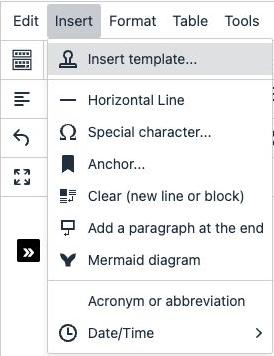 Edit Insert Format Table Tools
Insert template...
Horizontal Line
Special character...
Anchor...
Clear (new line or block)
Add a paragraph at the end
Mermaid diagram
Acronym or abbreviation
Date/Time